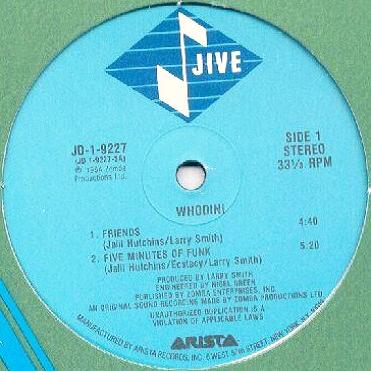 JIVE
JD-1-9227
(JD 1-9227-SA)
℗ 1984 Zomba
Productions Ltd.
SIDE 1
STEREO
33⅓ RPM
WHODINI
1. FRIENDS 4:40
(Jalil Hutchins/Larry Smith)
2. FIVE MINUTES OF FUNK 5:20
(Jalil Hutchins/Ecstacy/Larry Smith)
PRODUCED BY LARRY SMITH
ENGINEERED BY NIGEL GREEN
PUBLISHED BY ZOMBA ENTERPRISES, INC.
AN ORIGINAL SOUND RECORDING MADE BY ZOMBA PRODUCTIONS LTD
UNAUTHORIZED DUPLICATION IS A
VIOLATION OF APPLICABLE LAWS
ARISTA
MANUFACTURED BY ARISTA RECORDS, INC. 6 WEST 57th STREET, NEW YORK, NEW YORK